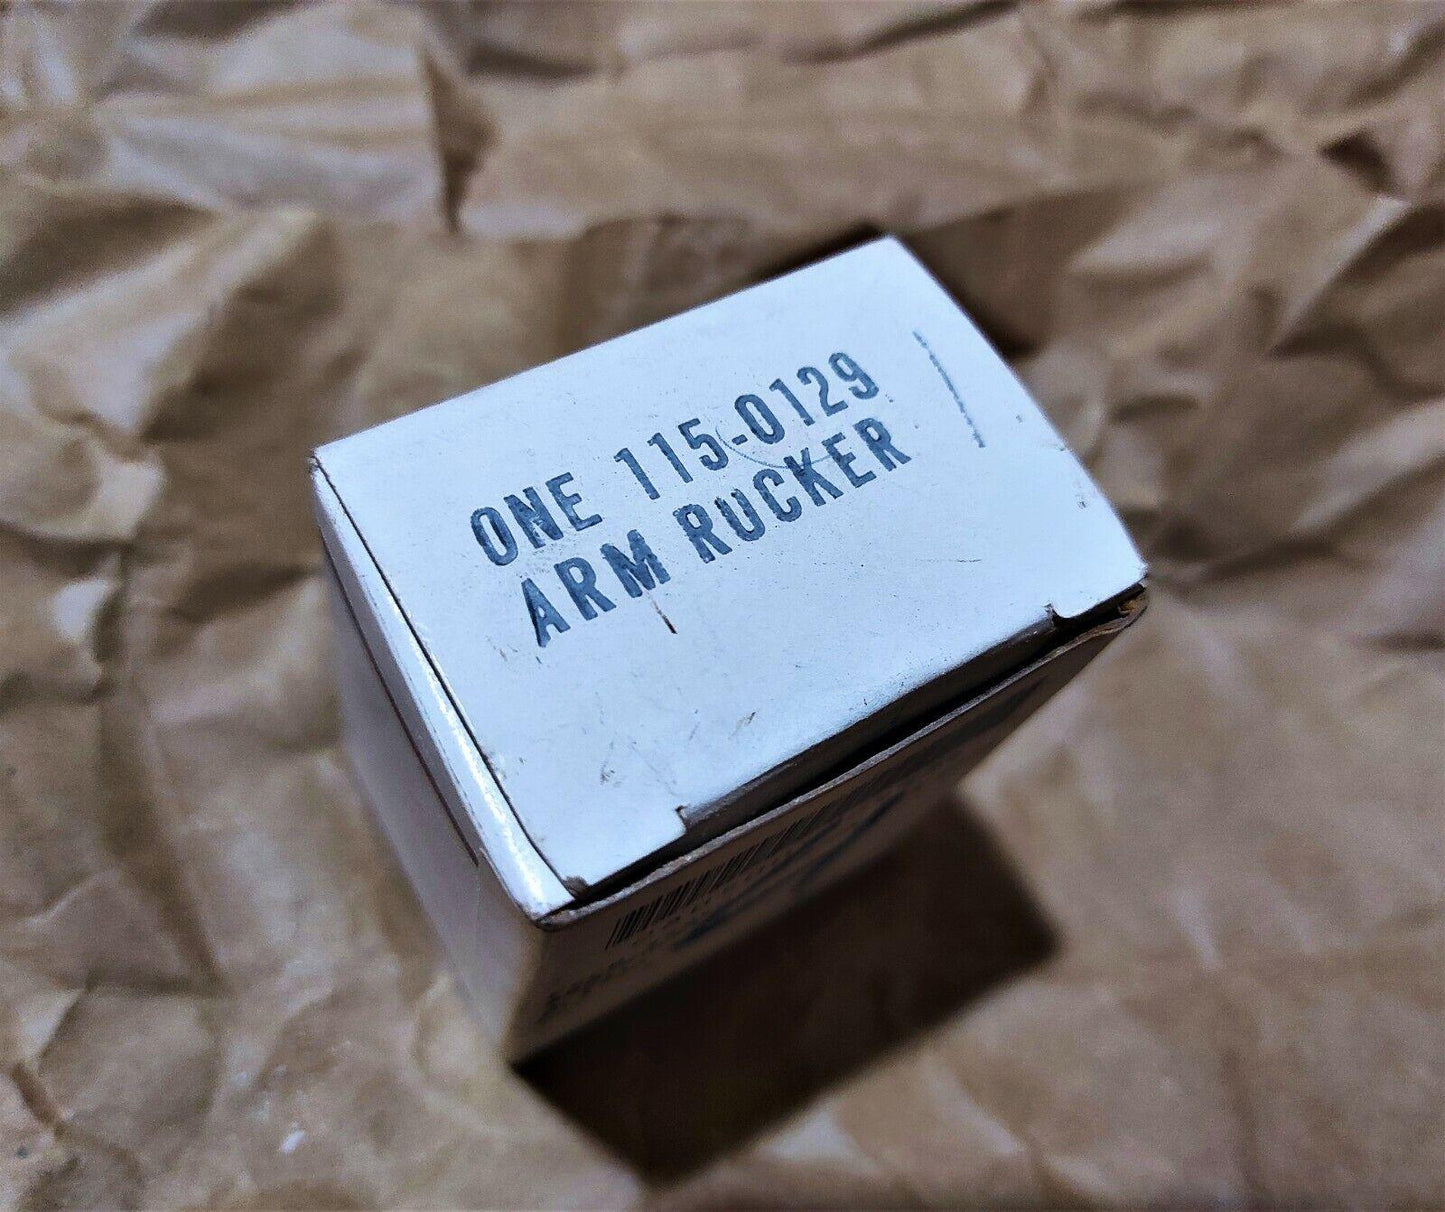 ONE 115-0129
ARM RUCKER